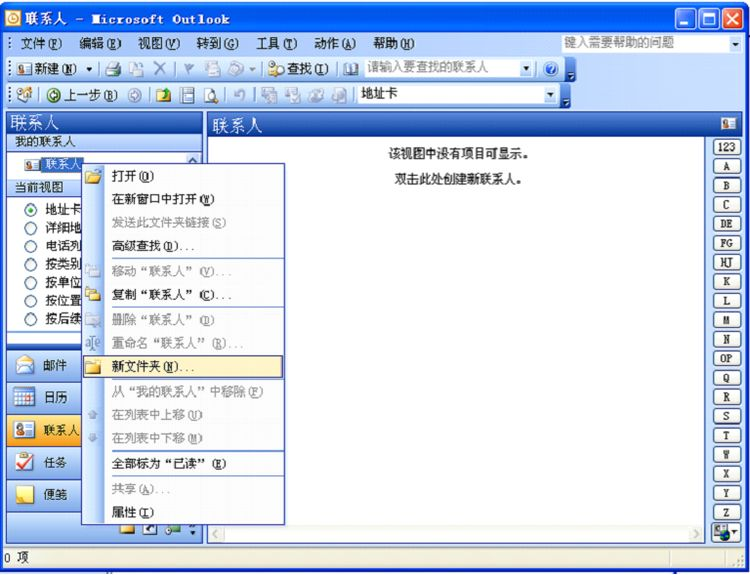 联系人 - Microsoft Outlook
文件(F) 编辑(E) 视图(V) 转到(G) 工具(T) 动作(A) 帮助(H) 键入需要帮助的问题
新建(N) 查找(I) 请输入要查找的联系人
上一步(B) 地址卡
联系人
我的联系人
联系人
当前视图
地址卡
详细地
电话列
按类别
按单位
按位置
按后续
邮件
日历
联系人
任务
便笺
打开(O)
在新窗口中打开(W)
发送此文件夹链接(S)
高级查找(D)...
移动“联系人”(V)...
复制“联系人”(C)...
删除“联系人”(D)
重命名“联系人”(R)...
新文件夹(N)...
从“我的联系人”中移除(F)
在列表中上移(U)
在列表中下移(M)
全部标为“已读”(E)
共享(A)...
属性(I)
联系人
该视图中没有项目可显示。
双击此处创建新联系人。
123
A
B
C
DE
FG
HJ
K
L
M
N
OP
Q
R
S
T
W
X
Y
Z
0 项